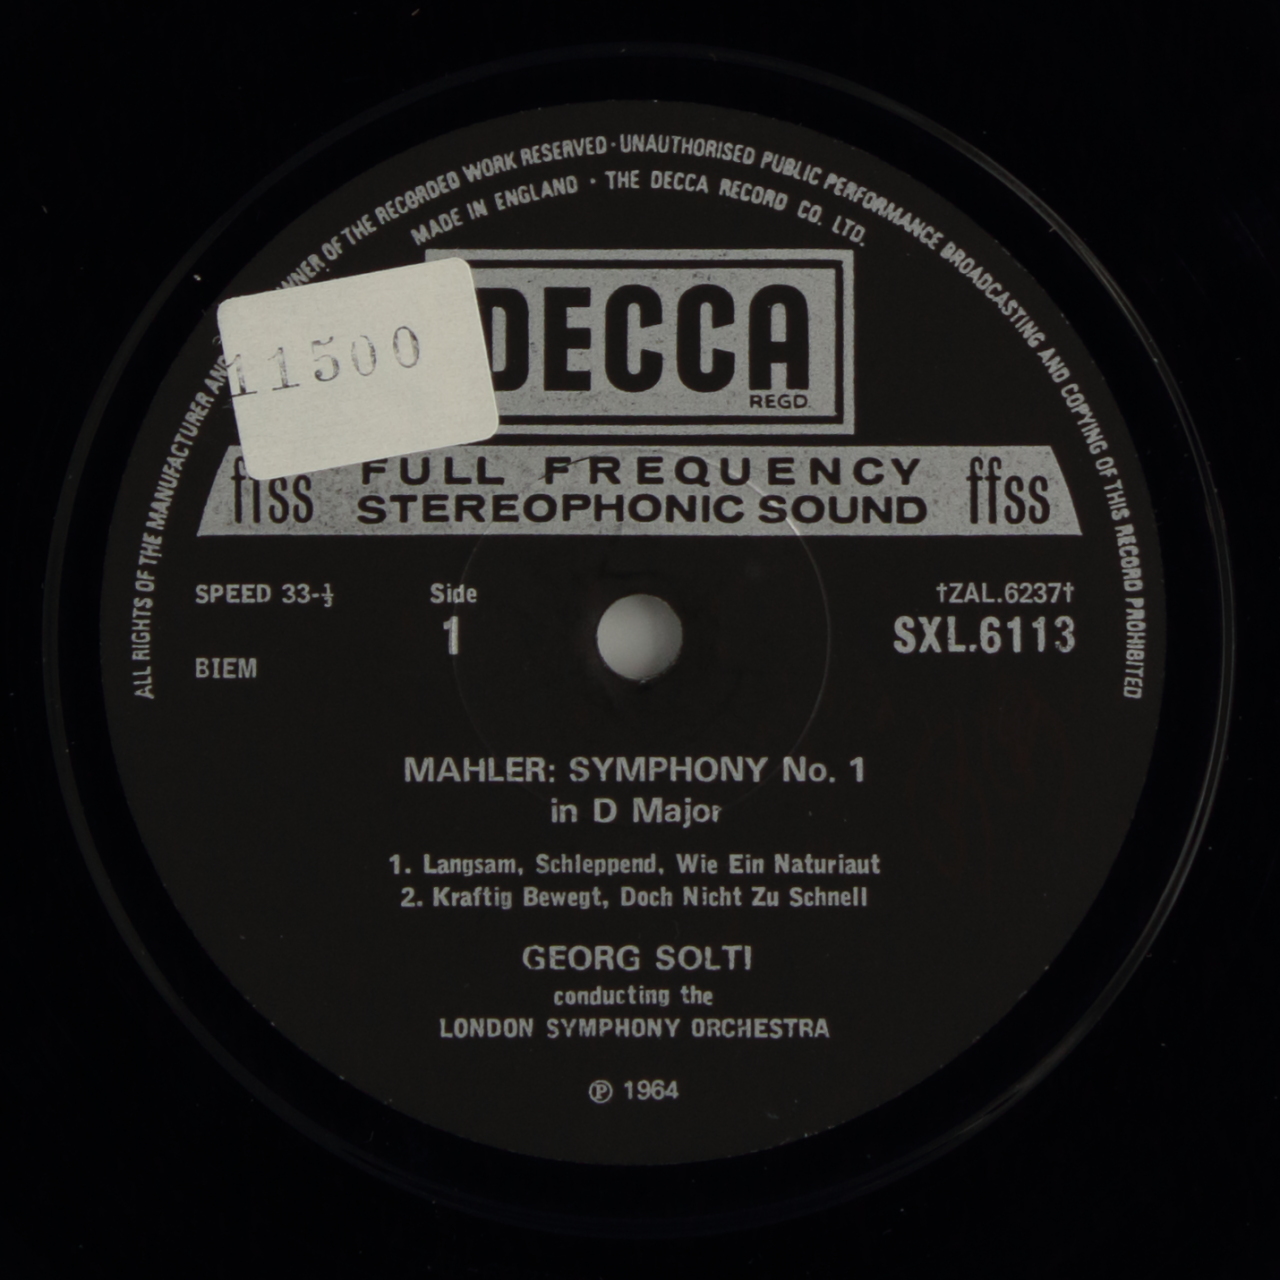 ALL RIGHTS OF THE MANUFACTURER AND OWNER OF THE RECORDED WORK RESERVED · UNAUTHORISED PUBLIC PERFORMANCE BROADCASTING AND COPYING OF THIS RECORD PROHIBITED
MADE IN ENGLAND · THE DECCA RECORD CO. LTD.
11500
DECCA
REGD.
ffss FULL FREQUENCY ffss
STEREOPHONIC SOUND
SPEED 33-⅓ Side †ZAL.6237†
1 SXL.6113
BIEM
MAHLER: SYMPHONY No. 1
in D Major
1. Langsam, Schleppend, Wie Ein Naturiaut
2. Kraftig Bewegt, Doch Nicht Zu Schnell
GEORG SOLTI
conducting the
LONDON SYMPHONY ORCHESTRA
℗ 1964